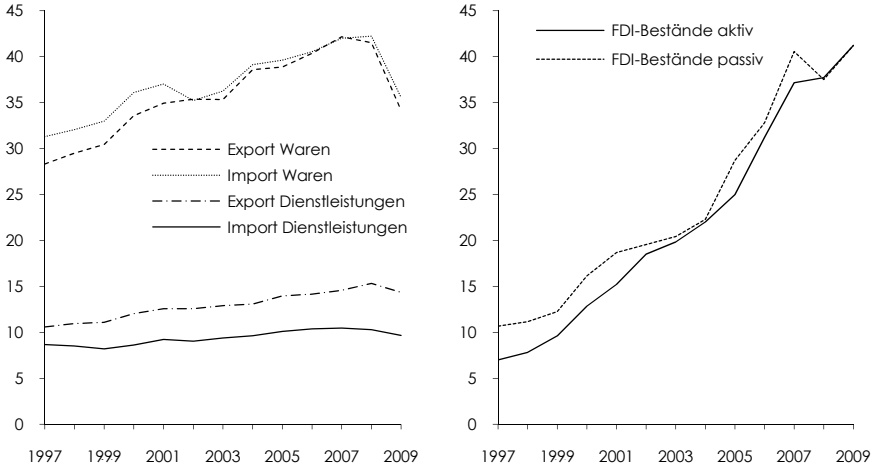 45
40
35
30
25
20
15
10
5
0
Export Waren
Import Waren
Export Dienstleistungen
Import Dienstleistungen
1997 1999 2001 2003 2005 2007 2009
45
40
35
30
25
20
15
10
5
0
FDI-Bestände aktiv
FDI-Bestände passiv
1997 1999 2001 2003 2005 2007 2009